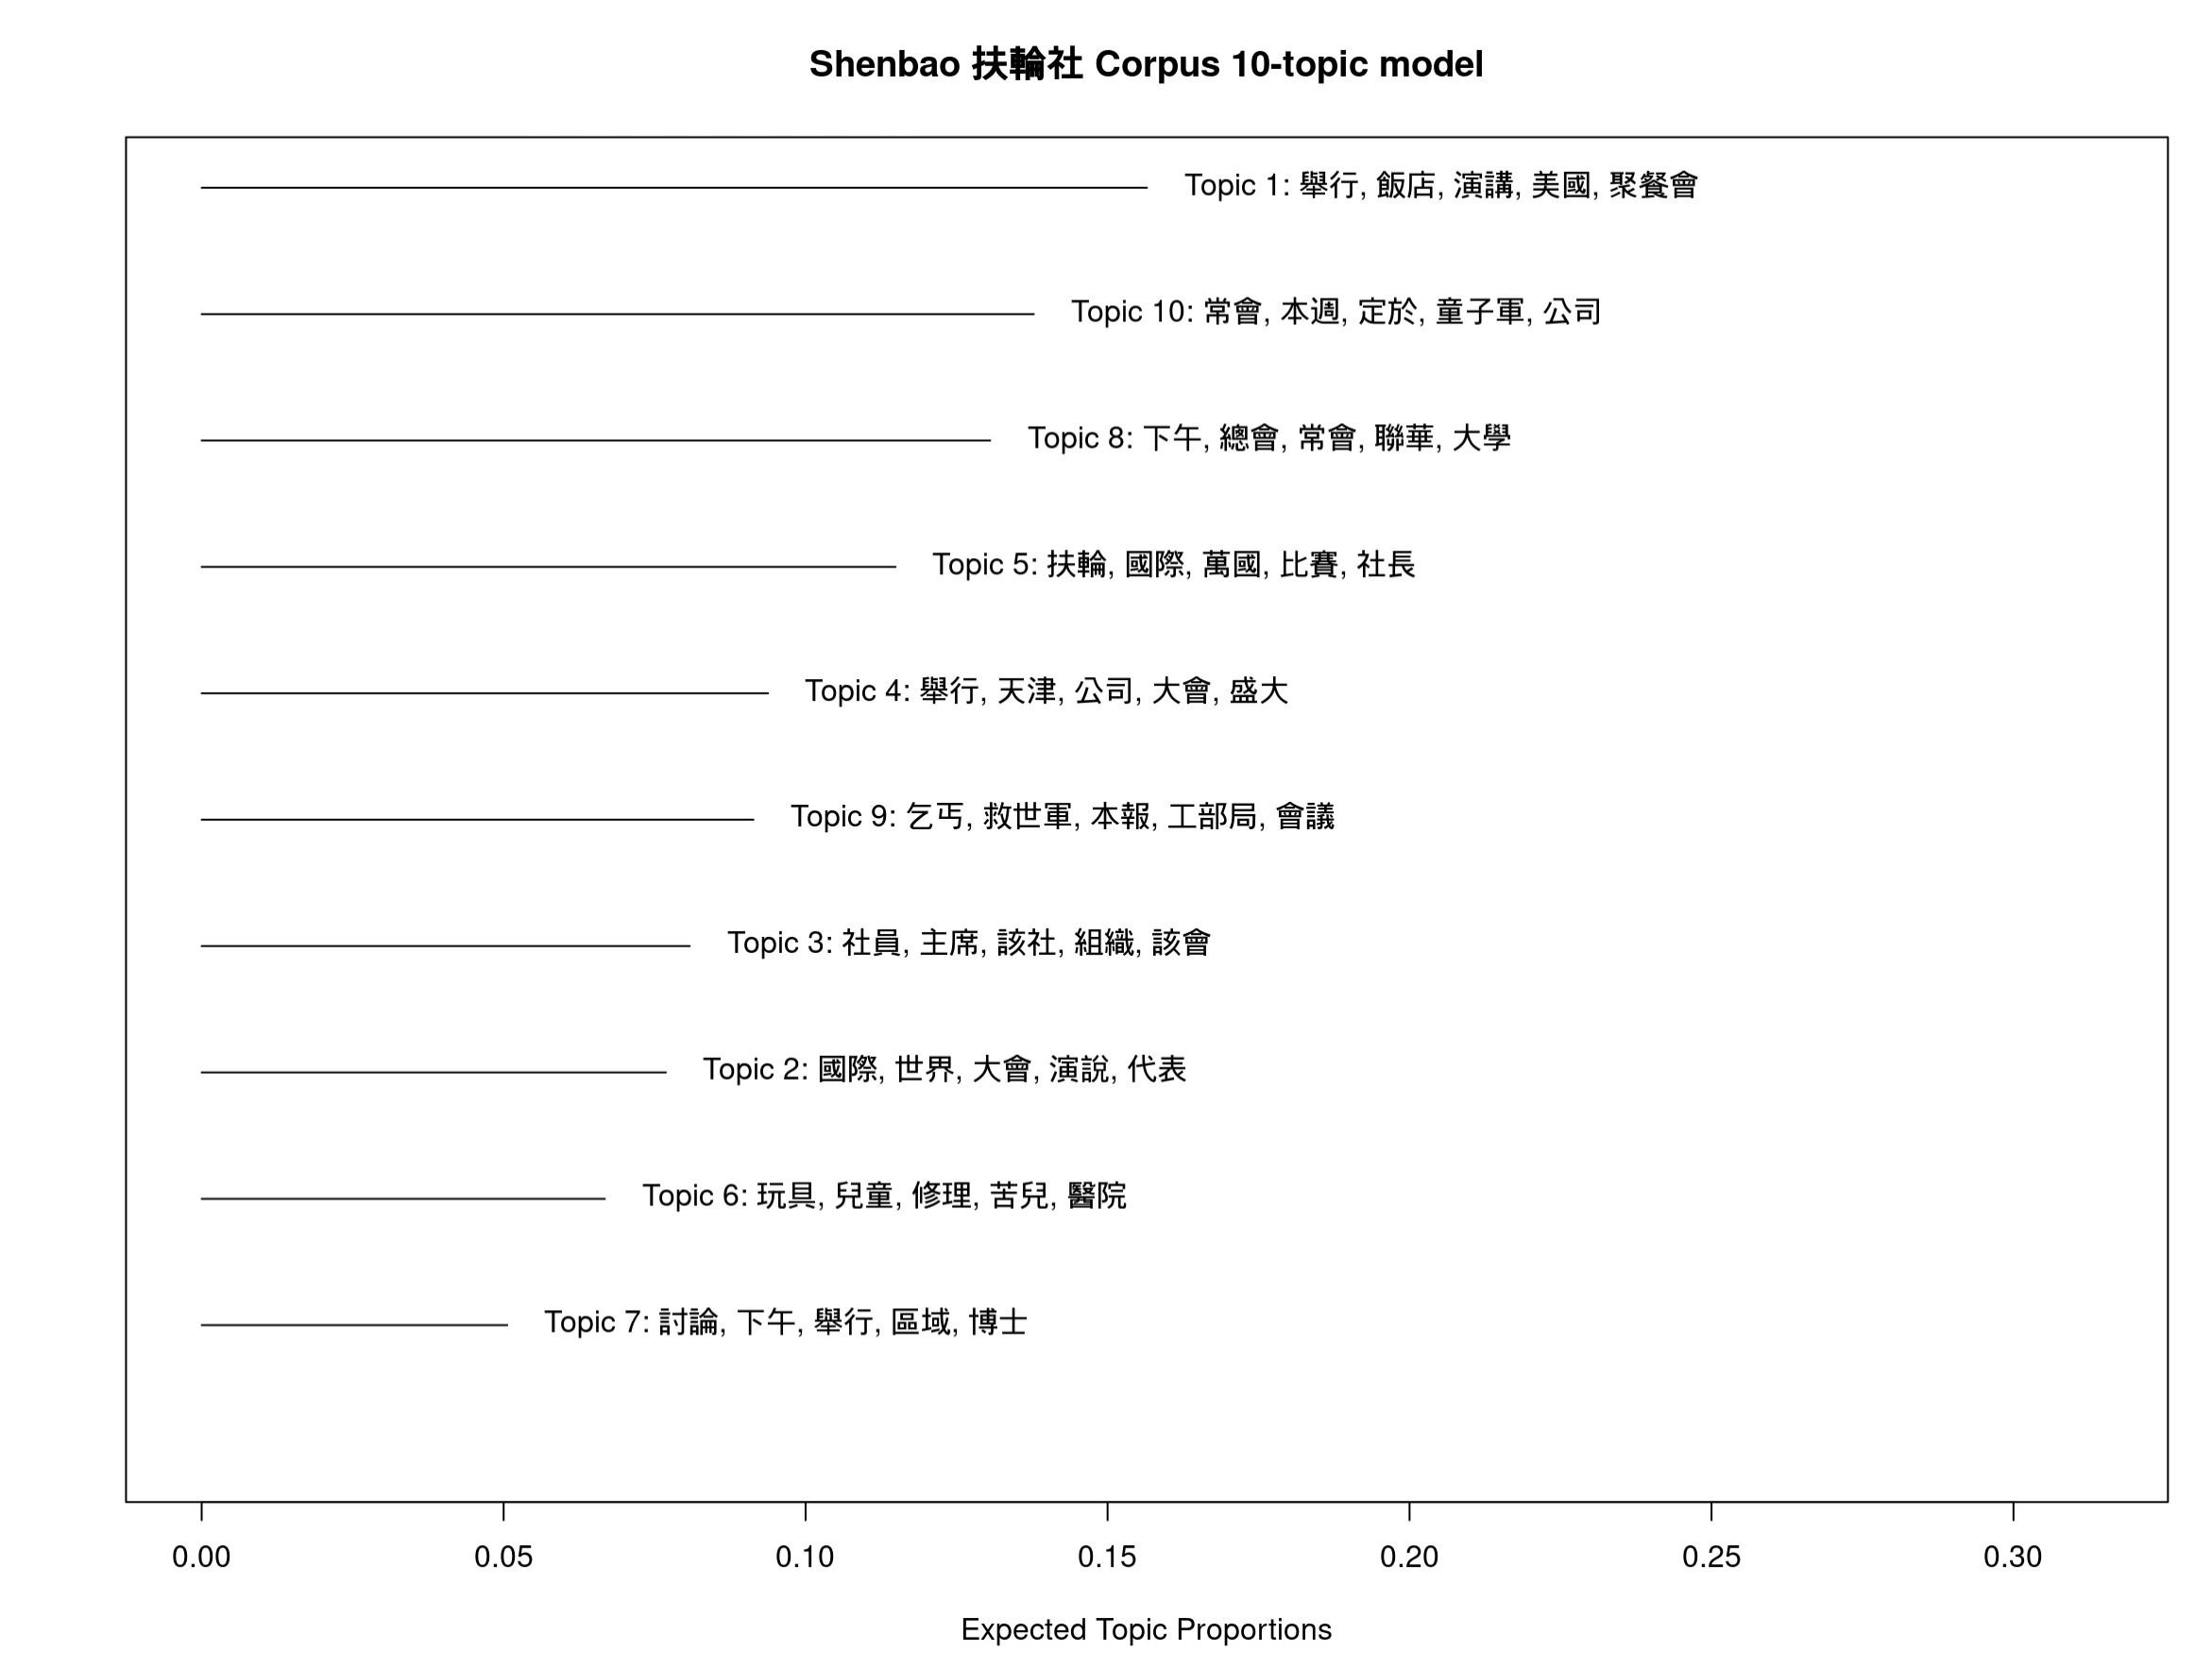 Shenbao 扶輪社 Corpus 10-topic model
Topic 1: 舉行, 飯店, 演講, 美國, 聚餐會
Topic 10: 常會, 本週, 定於, 童子軍, 公司
Topic 8: 下午, 總會, 常會, 聯華, 大學
Topic 5: 扶輪, 國際, 萬國, 比賽, 社長
Topic 4: 舉行, 天津, 公司, 大會, 盛大
Topic 9: 乞丐, 救世軍, 本報, 工部局, 會議
Topic 3: 社員, 主席, 該社, 組織, 該會
Topic 2: 國際, 世界, 大會, 演說, 代表
Topic 6: 玩具, 兒童, 修理, 苦兒, 醫院
Topic 7: 討論, 下午, 舉行, 區域, 博士
0.00 0.05 0.10 0.15 0.20 0.25 0.30
Expected Topic Proportions